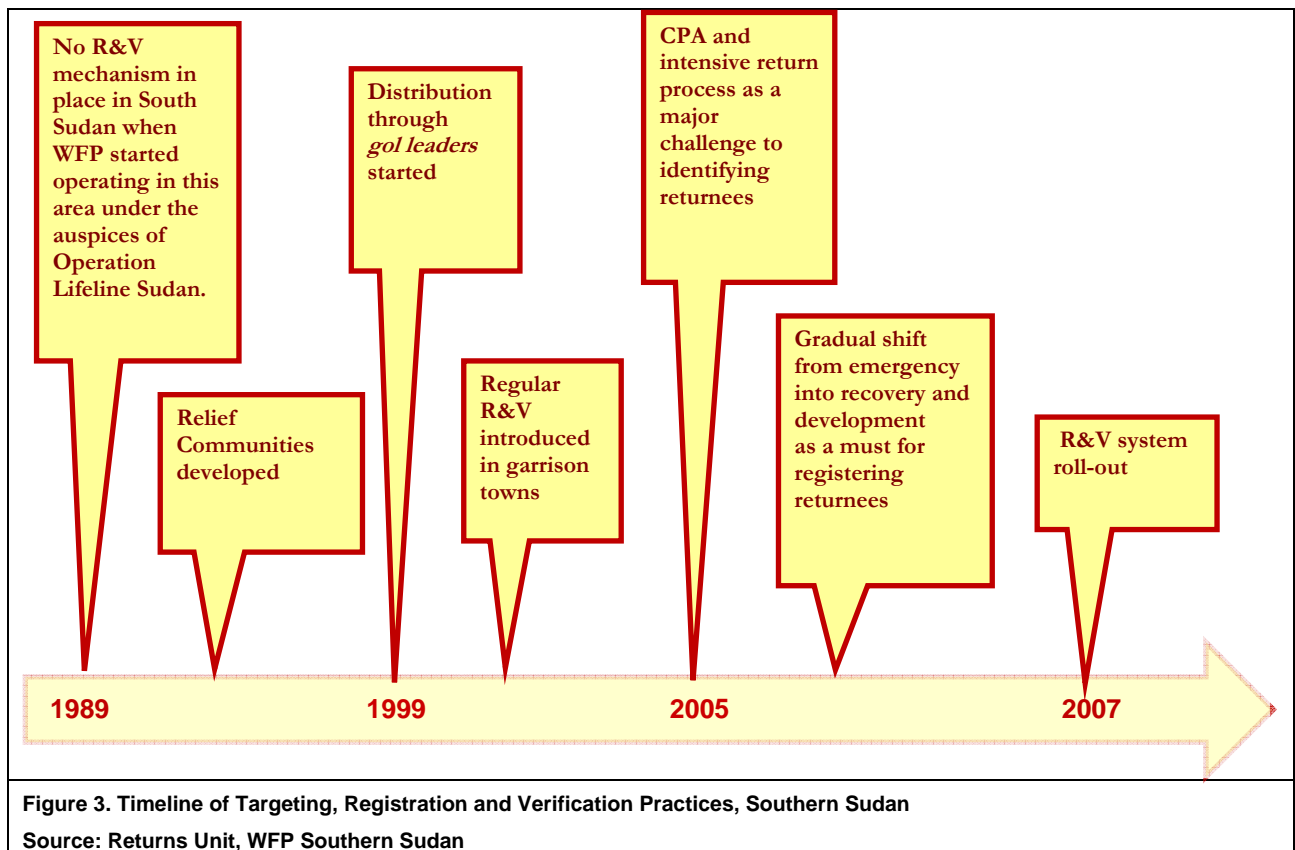 No R&V
mechanism in
place in South
Sudan when
WFP started
operating in this
area under the
auspices of
Operation
Lifeline Sudan.
Relief
Communities
developed
Distribution
through
gol leaders
started
Regular
R&V
introduced
in garrison
towns
CPA and
intensive return
process as a
major
challenge to
identifying
returnees
Gradual shift
from emergency
into recovery and
development
as a must for
registering
returnees
R&V system
roll-out
1989
1999
2005
2007
Figure 3. Timeline of Targeting, Registration and Verification Practices, Southern Sudan
Source: Returns Unit, WFP Southern Sudan